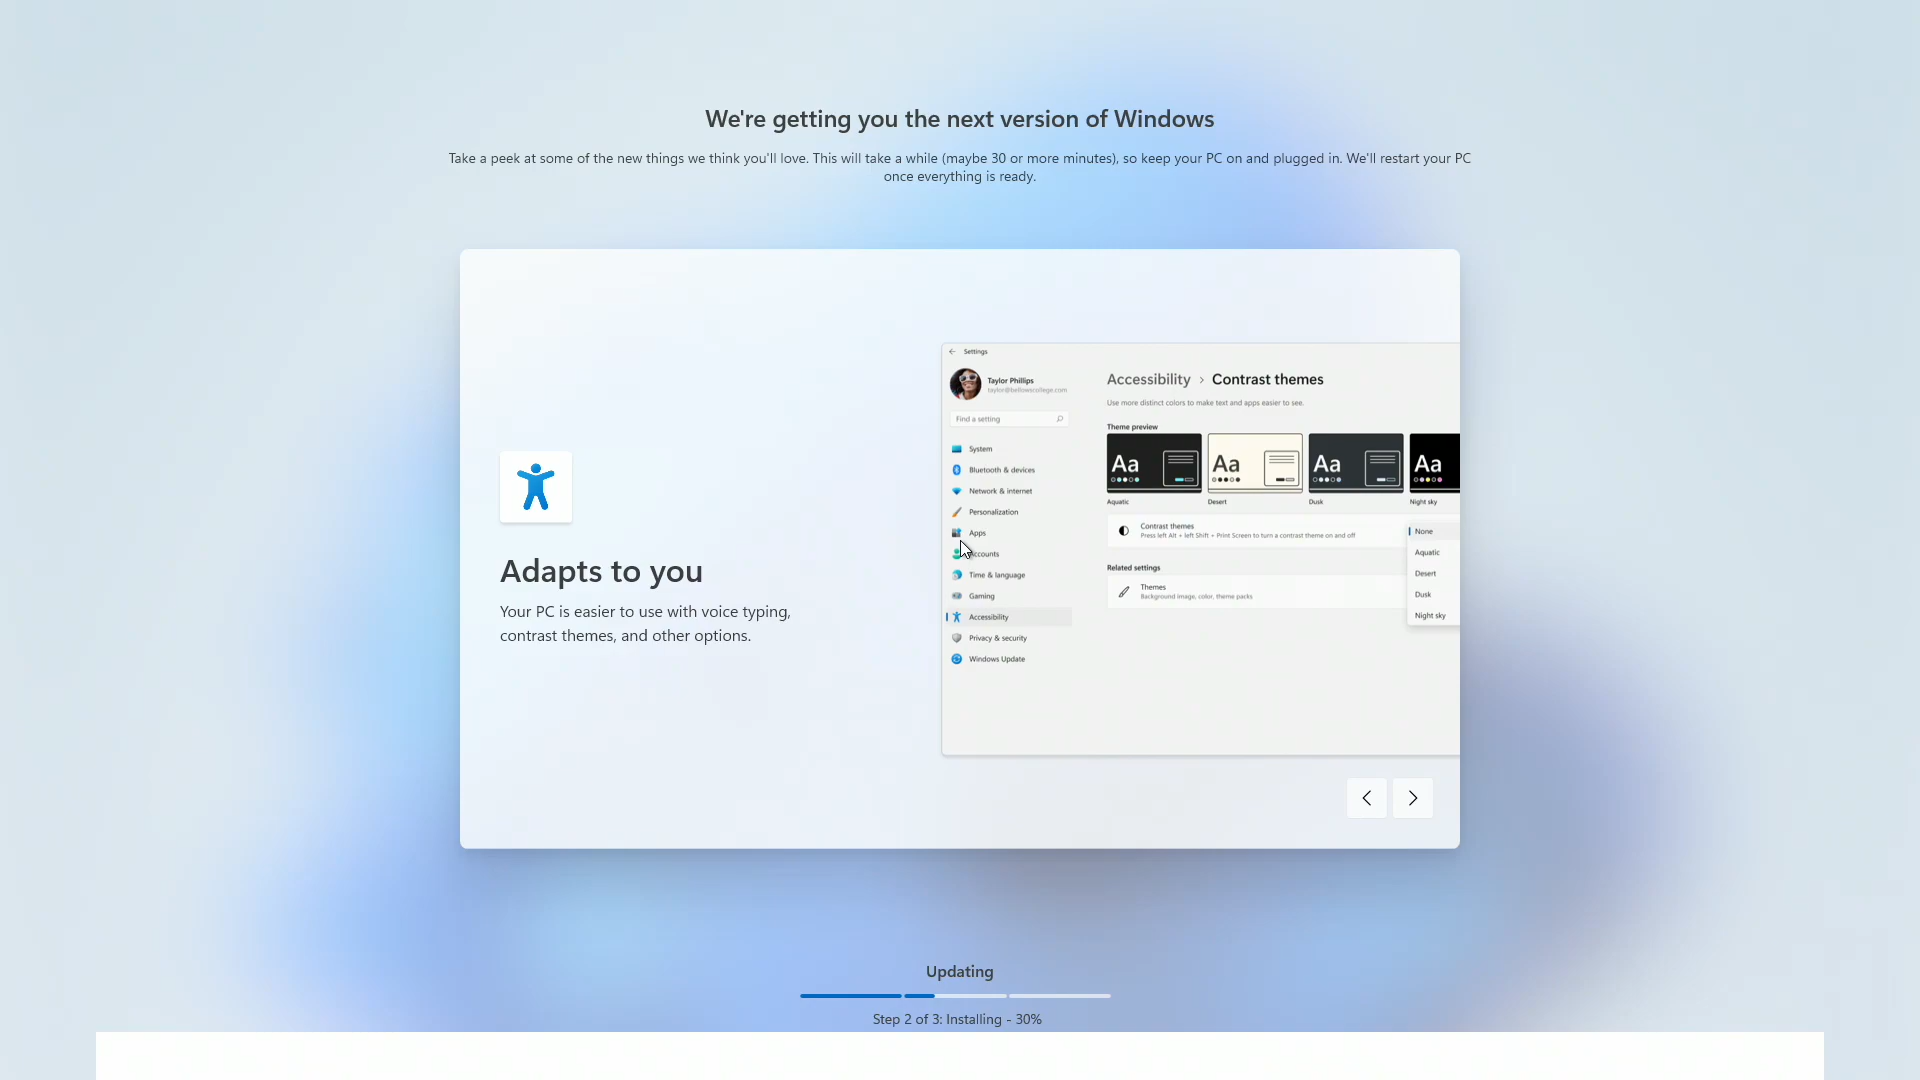 We're getting you the next version of Windows
Take a peek at some of the new things we think you'll love. This will take a while (maybe 30 or more minutes), so keep your PC on and plugged in. We'll restart your PC
once everything is ready.
Adapts to you
Your PC is easier to use with voice typing,
contrast themes, and other options.
Settings
Taylor Phillips
taylor@bellowscollege.com
Find a setting
System
Bluetooth & devices
Network & internet
Personalization
Apps
ccounts
Time & language
Gaming
Accessibility
Privacy & security
Windows Update
Accessibility > Contrast themes
Use more distinct colors to make text and apps easier to see.
Theme preview
Aa Aa Aa Aa
Aquatic Desert Dusk Night sky
Contrast themes
Press left Alt + left Shift + Print Screen to turn a contrast theme on and off
Related settings
Themes
Background image, color, theme packs
None
Aquatic
Desert
Dusk
Night sky
Updating
Step 2 of 3: Installing - 30%